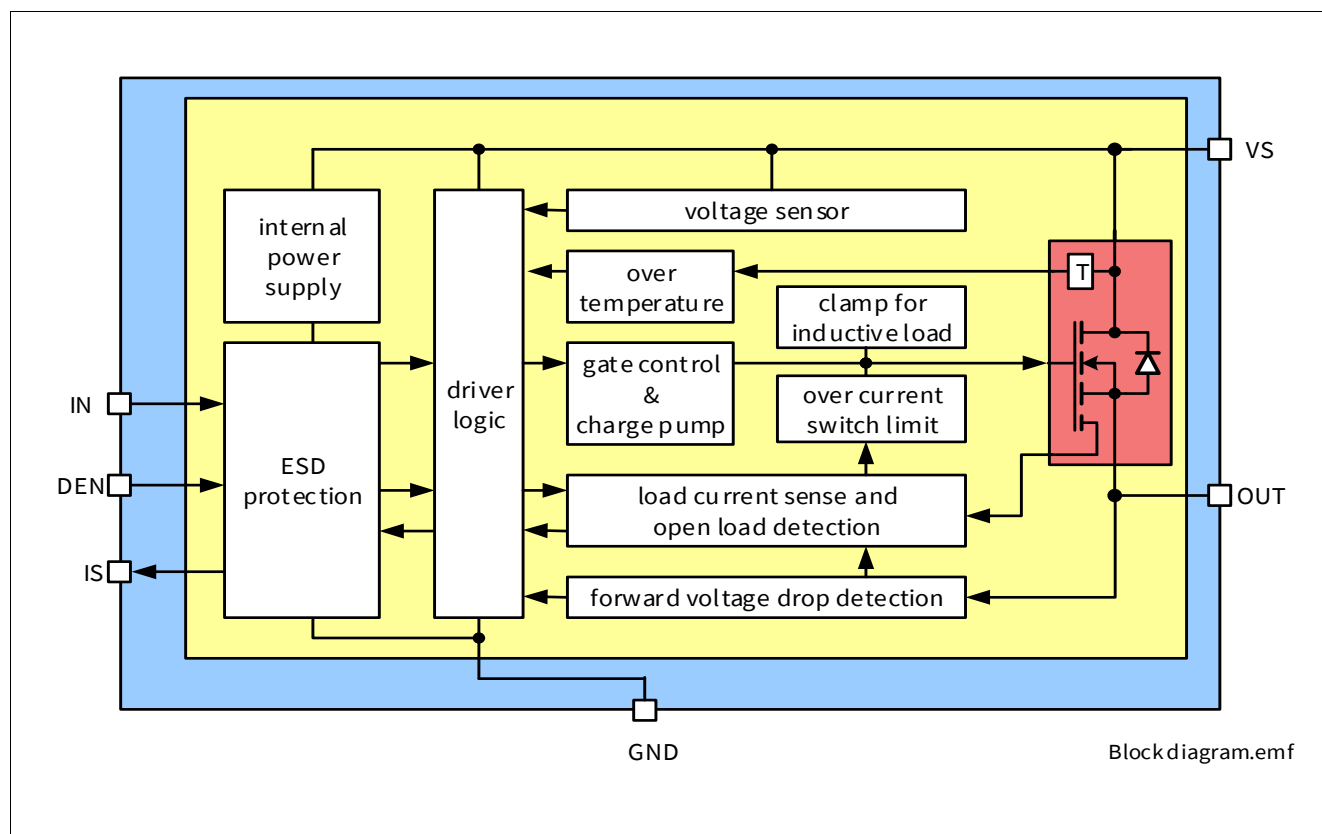 VS
internal
power
supply
voltage sensor
over
temperature
T
clamp for
inductive load
driver
logic
gate control
&
charge pump
over current
switch limit
IN
ESD
protection
DEN
load current sense and
open load detection
OUT
IS
forward voltage drop detection
GND
Blockdiagram.emf